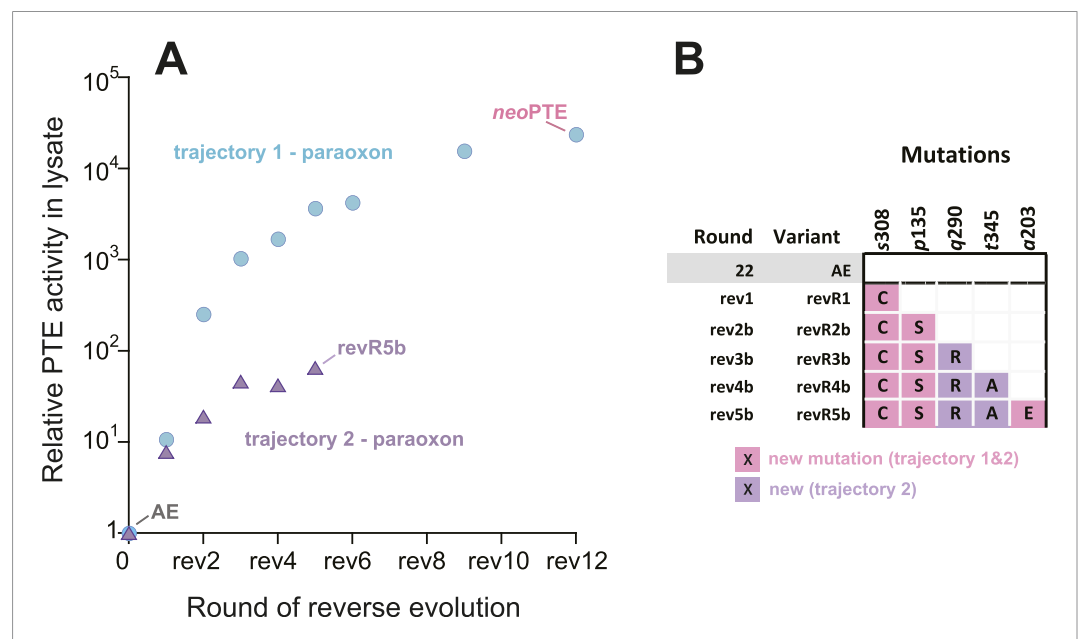 A
Relative PTE activity in lysate
10^5
10^4
10^3
10^2
10^1
1
0 rev2 rev4 rev6 rev8 rev10 rev12
Round of reverse evolution
neoPTE
trajectory 1 - paraoxon
revR5b
trajectory 2 - paraoxon
AE
B
Mutations
Round Variant s308 p135 q290 t345 a203
22 AE
rev1 revR1 C
rev2b revR2b C S
rev3b revR3b C S R
rev4b revR4b C S R A
rev5b revR5b C S R A E
X new mutation (trajectory 1&2)
X new (trajectory 2)